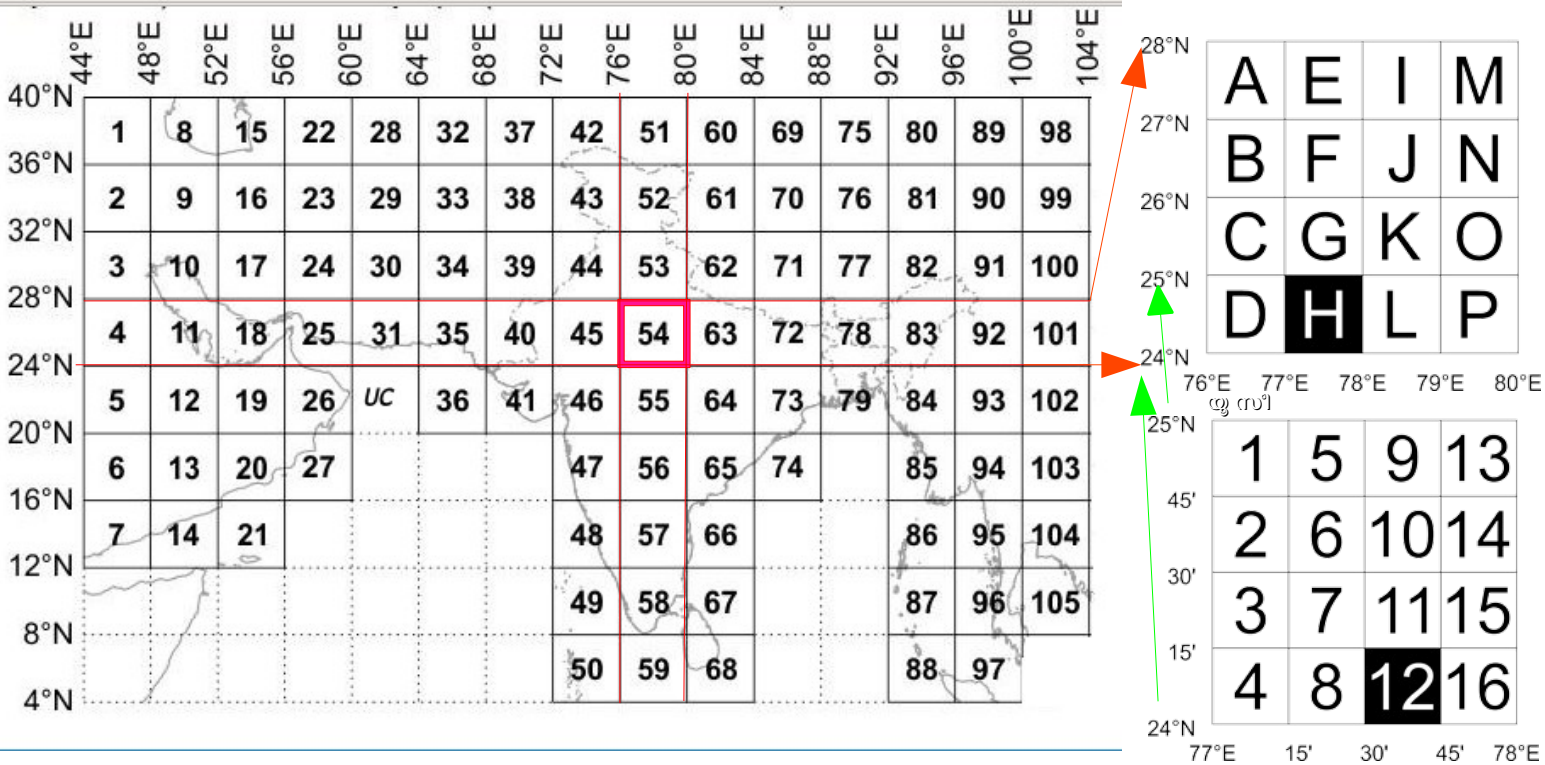 44°E 48°E 52°E 56°E 60°E 64°E 68°E 72°E 76°E 80°E 84°E 88°E 92°E 96°E 100°E 104°E
40°N
1 8 15 22 28 32 37 42 51 60 69 75 80 89 98
36°N
2 9 16 23 29 33 38 43 52 61 70 76 81 90 99
32°N
3 10 17 24 30 34 39 44 53 62 71 77 82 91 100
28°N
4 11 18 25 31 35 40 45 54 63 72 78 83 92 101
24°N
5 12 19 26 UC 36 41 46 55 64 73 79 84 93 102
20°N
6 13 20 27 47 56 65 74 85 94 103
16°N
7 14 21 48 57 66 86 95 104
12°N
49 58 67 87 96 105
8°N
50 59 68 88 97
4°N
28°N
A E I M
27°N
B F J N
26°N
C G K O
25°N
D H L P
24°N
76°E 77°E 78°E 79°E 80°E
യൂ സീ
25°N
1 5 9 13
45'
2 6 10 14
30'
3 7 11 15
15'
4 8 12 16
24°N
77°E 15' 30' 45' 78°E